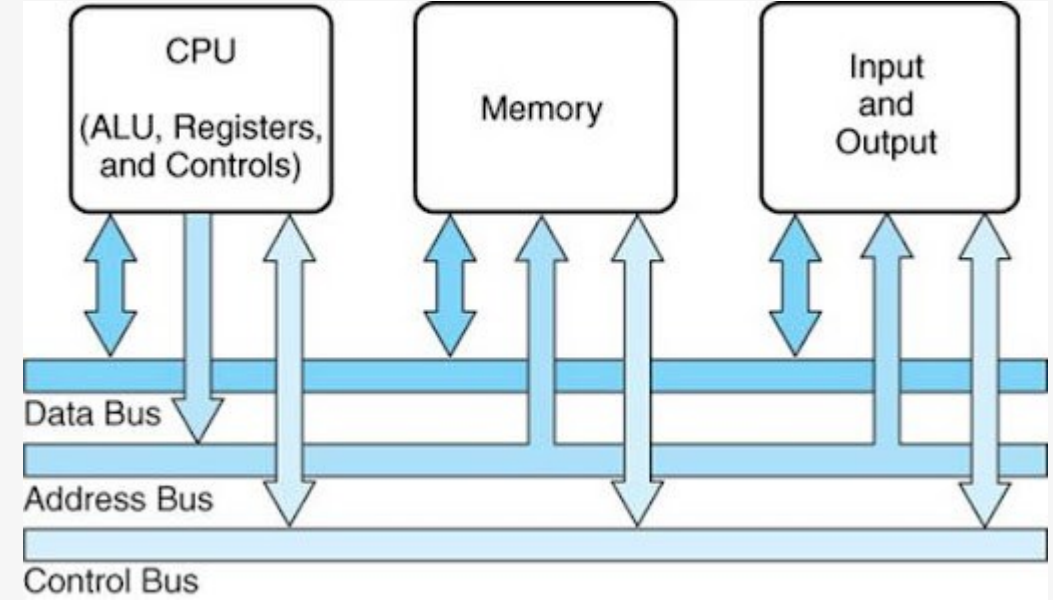 CPU
(ALU, Registers,
and Controls)
Memory
Input
and
Output
Data Bus
Address Bus
Control Bus